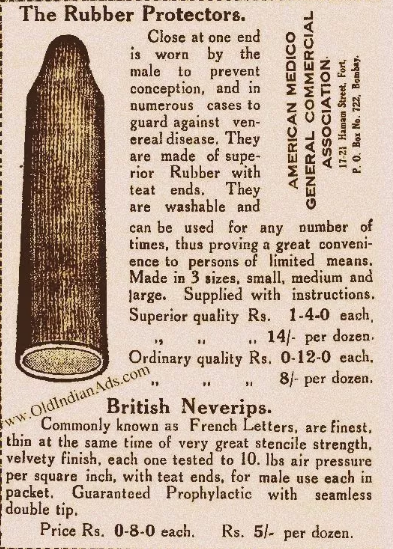 The Rubber Protectors.
Close at one end
is worn by the
male to prevent
conception, and in
numerous cases to
guard against ven-
ereal disease. They
are made of supe-
rior Rubber with
teat ends. They
are washable and
can be used for any number of
times, thus proving a great conveni-
ence to persons of limited means.
Made in 3 sizes, small, medium and
large. Supplied with instructions.
Superior quality Rs. 1-4-0 each,
„ „ „ 14/- per dozen.
Ordinary quality Rs. 0-12-0 each.
„ „ „ 8/- per dozen.
AMERICAN MEDICO
GENERAL COMMERCIAL
ASSOCIATION.
17-21 Hamam Street, Fort,
P. O. Box No. 722, Bombay.
www.OldIndianAds.com
British Neverips.
Commonly known as French Letters, are finest,
thin at the same time of very great stencile strength,
velvety finish, each one tested to 10. lbs air pressure
per square inch, with teat ends, for male use each in
packet. Guaranteed Prophylactic with seamless
double tip.
Price Rs. 0-8-0 each. Rs. 5/- per dozen.